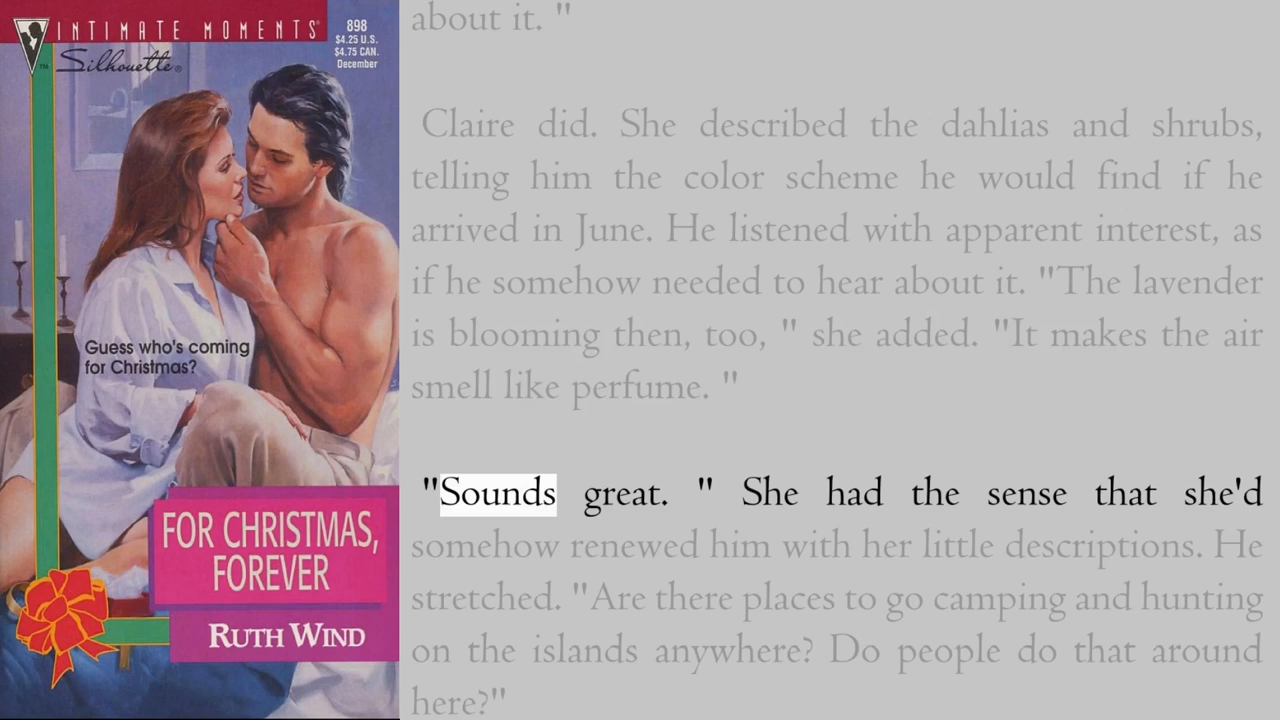 INTIMATE MOMENTS®
Silhouette®
TM
898
$4.25 U.S.
$4.75 CAN.
December
Guess who's coming
for Christmas?
FOR CHRISTMAS,
FOREVER
RUTH WIND
about it. "
Claire did. She described the dahlias and shrubs,
telling him the color scheme he would find if he
arrived in June. He listened with apparent interest, as
if he somehow needed to hear about it. "The lavender
is blooming then, too, " she added. "It makes the air
smell like perfume. "
"Sounds great. " She had the sense that she'd
somehow renewed him with her little descriptions. He
stretched. "Are there places to go camping and hunting
on the islands anywhere? Do people do that around
here?"